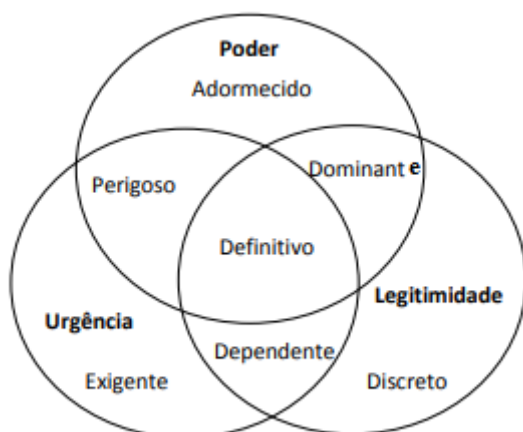 Poder
Adormecido
Perigoso
Dominant e
Definitivo
Urgência
Legitimidade
Dependente
Exigente
Discreto